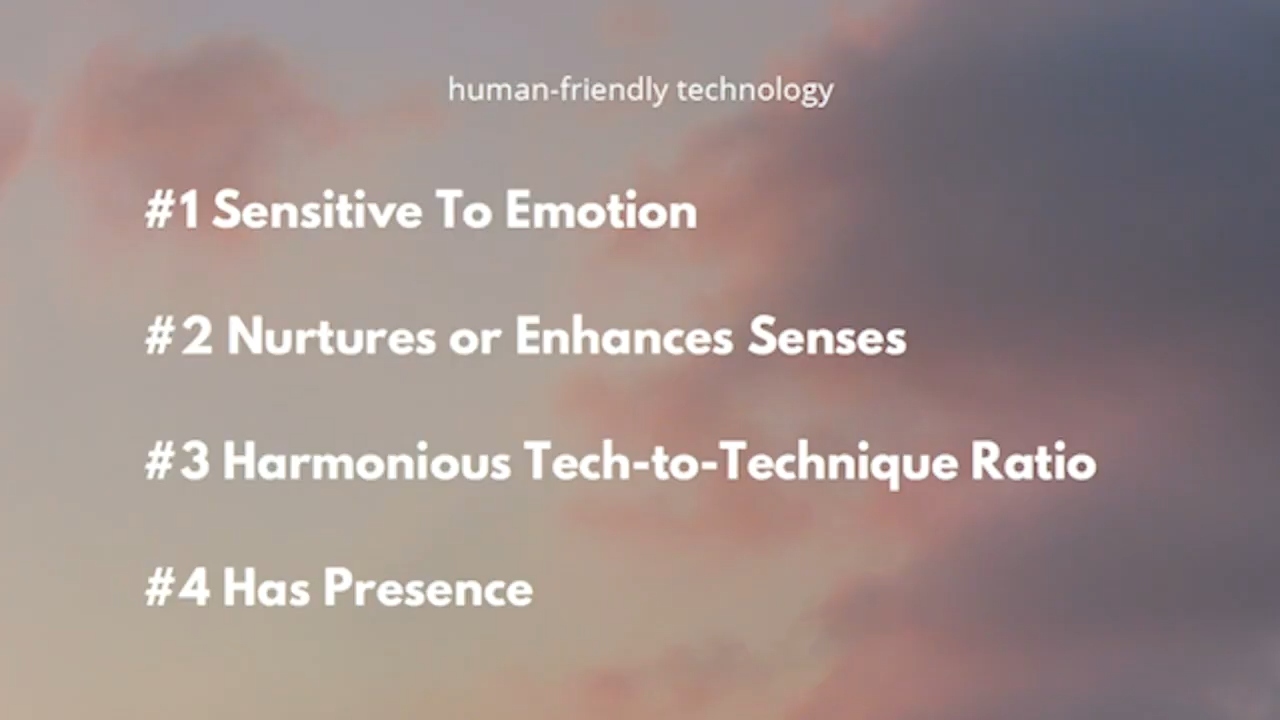 human-friendly technology
#1 Sensitive To Emotion
#2 Nurtures or Enhances Senses
#3 Harmonious Tech-to-Technique Ratio
#4 Has Presence